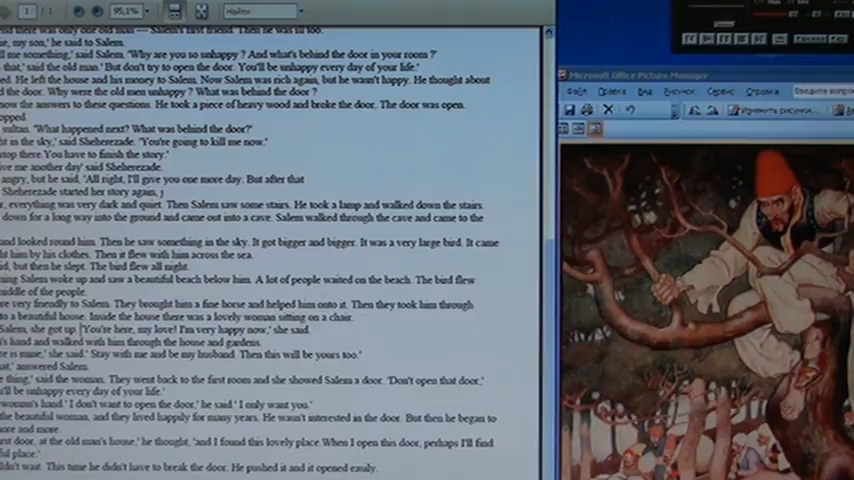 1 / 1
95,1%
Найти
there was only one old man — Salem's first friend. Then he was ill too.
e, my son,' he said to Salem.
ll me something,' said Salem. 'Why are you so unhappy ? And what's behind the door in your room ?'
that,' said the old man.' But don't try to open the door. You'll be unhappy every day of your life.'
ed. He left the house and his money to Salem. Now Salem was rich, but he wasn't happy. He thought about
d the door. Why were the old men unhappy ? What was behind the door ?
now the answers to these questions. He took a piece of heavy wood and broke the door. The door was open.
opped.
sultan. 'What happened next? What was behind the door?'
ht in the sky,' said Sheherezade. 'You're going to kill me now.'
stop there.You have to finish the story.'
ive me another day' said Sheherezade.
angry, but he said, 'All right, I'll give you one more day. But after that
Sheherezade started her story again,
r, everything was very dark and quiet. Then Salem saw some stairs. He took a lamp and walked down the stairs.
down for a long way into the ground and came out into a cave. Salem walked through the cave and came to the
and looked round him. Then he saw something in the sky. It got bigger and bigger. It was a very large bird. It came
ht him by his clothes. Then it flew with him across the sea.
id, but then he slept. The bird flew all night.
ning Salem woke up and saw a beautiful beach below him. A lot of people waited on the beach. The bird flew
middle of the people.
re very friendly to Salem. They brought him a fine horse and helped him onto it. Then they took him through
to a beautiful house. Inside the house there was a lovely woman sitting on a chair.
Salem, she got up. 'You're here, my love! I'm very happy now,' she said.
's hand and walked with him through the house and gardens.
e is mine,' she said.' Stay with me and be my husband. Then this will be yours too.'
at,' answered Salem.
e thing,' said the woman. They went back to the first room and she showed Salem a door. 'Don't open that door,'
'll be unhappy every day of your life.'
woman's hand.' I don't want to open the door,' he said.' I only want you.'
the beautiful woman, and they lived happily for many years. He wasn't interested in the door. But then he began to
ore and more.
rst door, at the old man's house,' he thought, 'and I found this lovely place.When I open this door, perhaps I'll find
ful place.'
ldn't wait. This time he didn't have to break the door. He pushed it and it opened easily.
Microsoft Office Picture Manager
Файл Правка Вид Рисунок Сервис Справка Введите вопрос
Изменить рисунки...